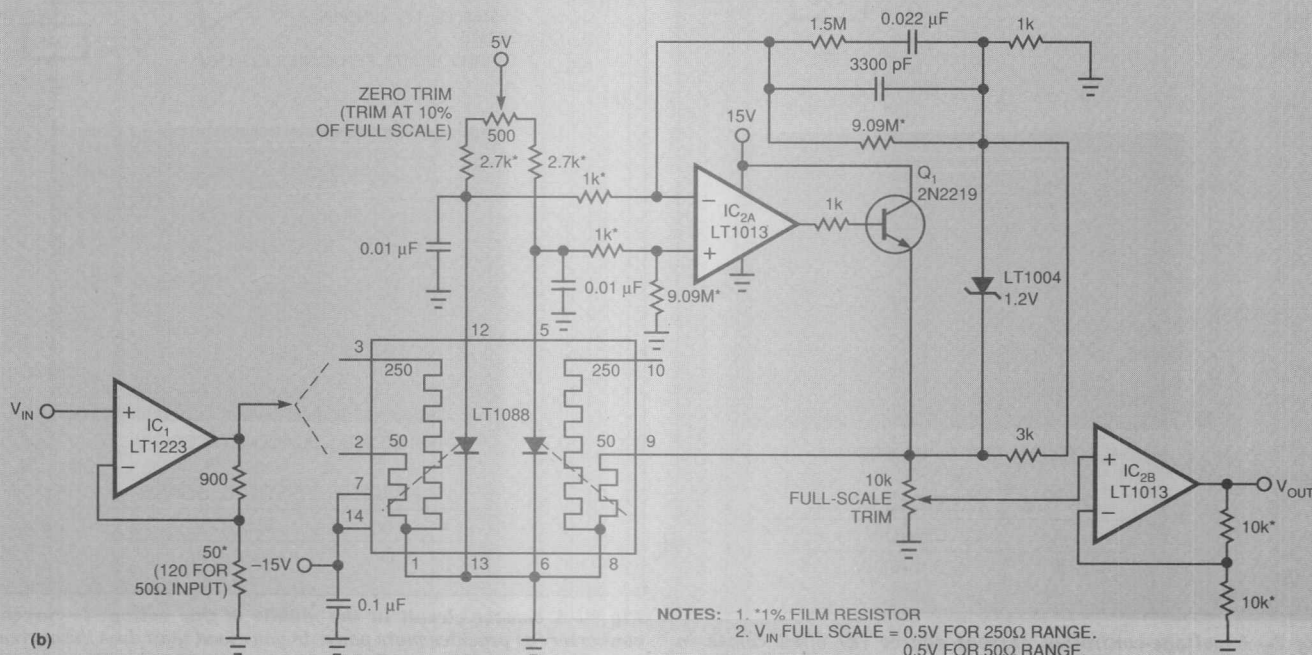 1.5M
0.022 µF
1k
5V
3300 pF
ZERO TRIM
(TRIM AT 10%
OF FULL SCALE)
500
15V
9.09M*
2.7k*
2.7k*
Q1
2N2219
1k*
−
IC2A
LT1013
+
1k
1k*
0.01 µF
0.01 µF
9.09M*
LT1004
1.2V
12
5
3
250
250
10
LT1088
VIN
+
IC1
LT1223
−
2
50
50
9
3k
900
7
14
10k
FULL-SCALE
TRIM
+
IC2B
LT1013
−
VOUT
10k*
50*
(120 FOR
50Ω INPUT)
−15V
1
13
6
8
0.1 µF
10k*
NOTES: 1. *1% FILM RESISTOR
2. VIN FULL SCALE = 0.5V FOR 250Ω RANGE.
0.5V FOR 50Ω RANGE
(b)